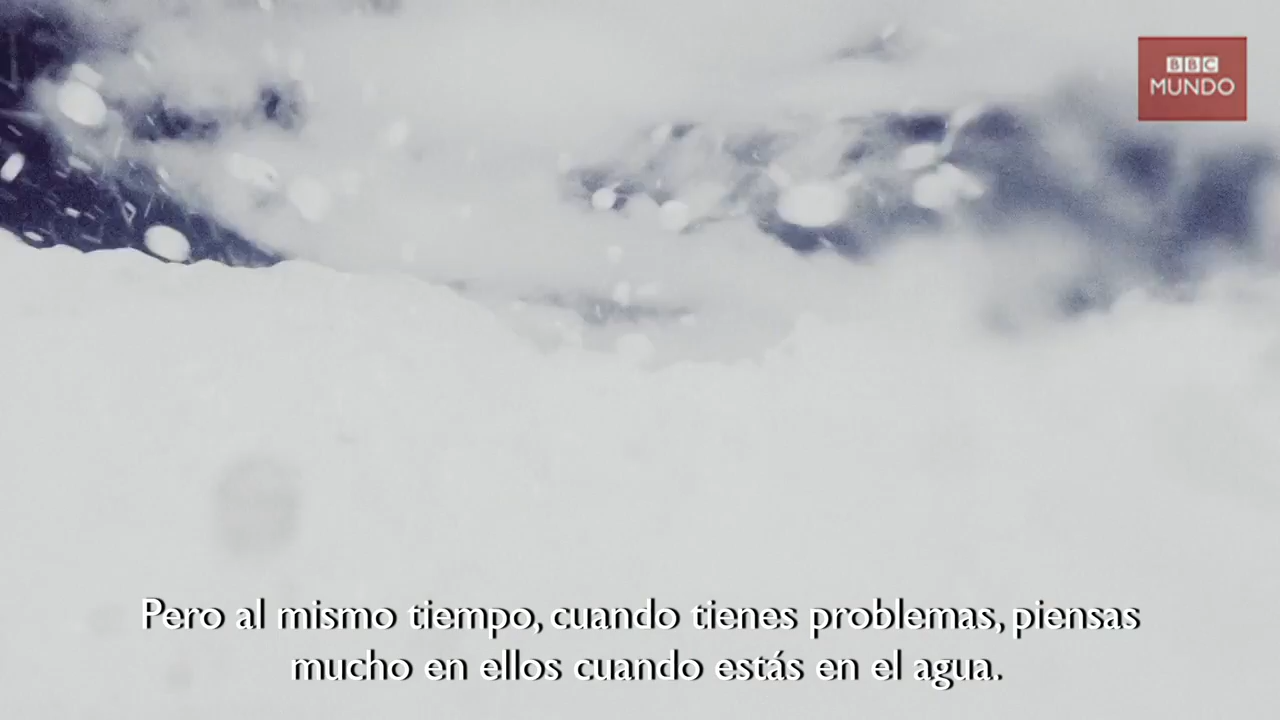 BBC
MUNDO
Pero al mismo tiempo, cuando tienes problemas, piensas
mucho en ellos cuando estás en el agua.